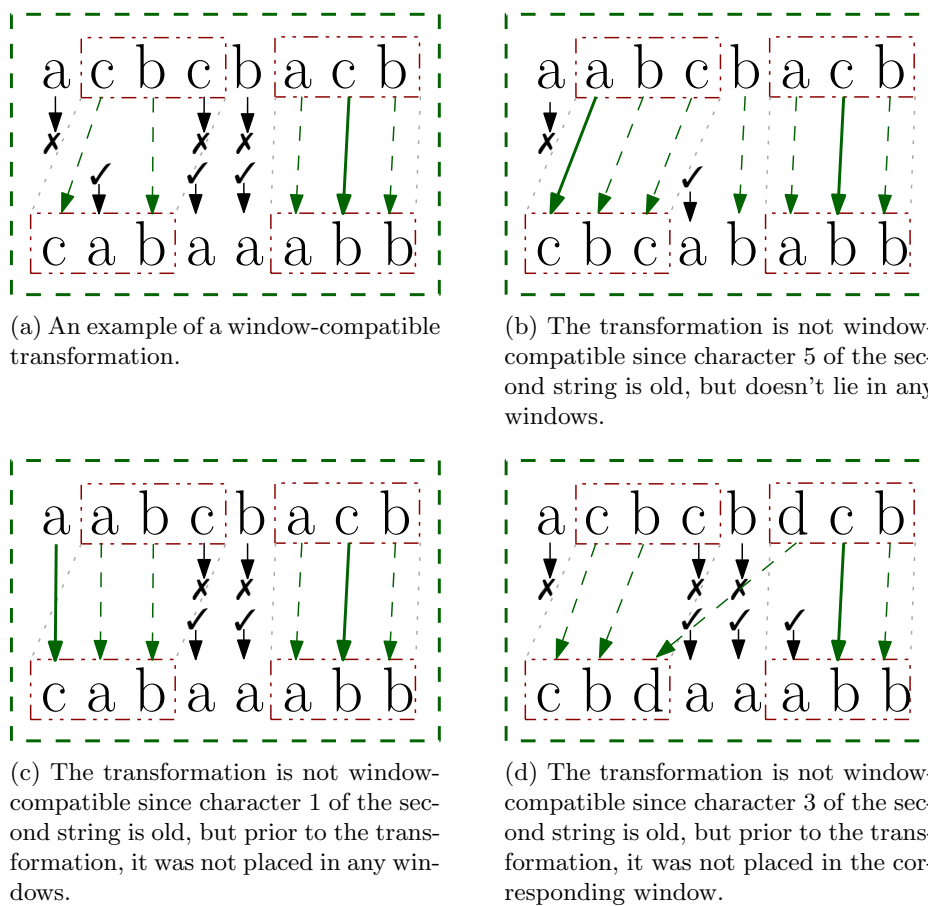 a c b c b a c b
✗ ✗ ✗
✓ ✓ ✓
c a b a a a b b
(a) An example of a window-compatible
transformation.
a a b c b a c b
✗
✓
c b c a b a b b
(b) The transformation is not window-
compatible since character 5 of the sec-
ond string is old, but doesn't lie in any
windows.
a a b c b a c b
✗ ✗
✓ ✓
c a b a a a b b
(c) The transformation is not window-
compatible since character 1 of the sec-
ond string is old, but prior to the trans-
formation, it was not placed in any win-
dows.
a c b c b d c b
✗ ✗ ✗
✓ ✓ ✓
c b d a a a b b
(d) The transformation is not window-
compatible since character 3 of the sec-
ond string is old, but prior to the trans-
formation, it was not placed in the cor-
responding window.